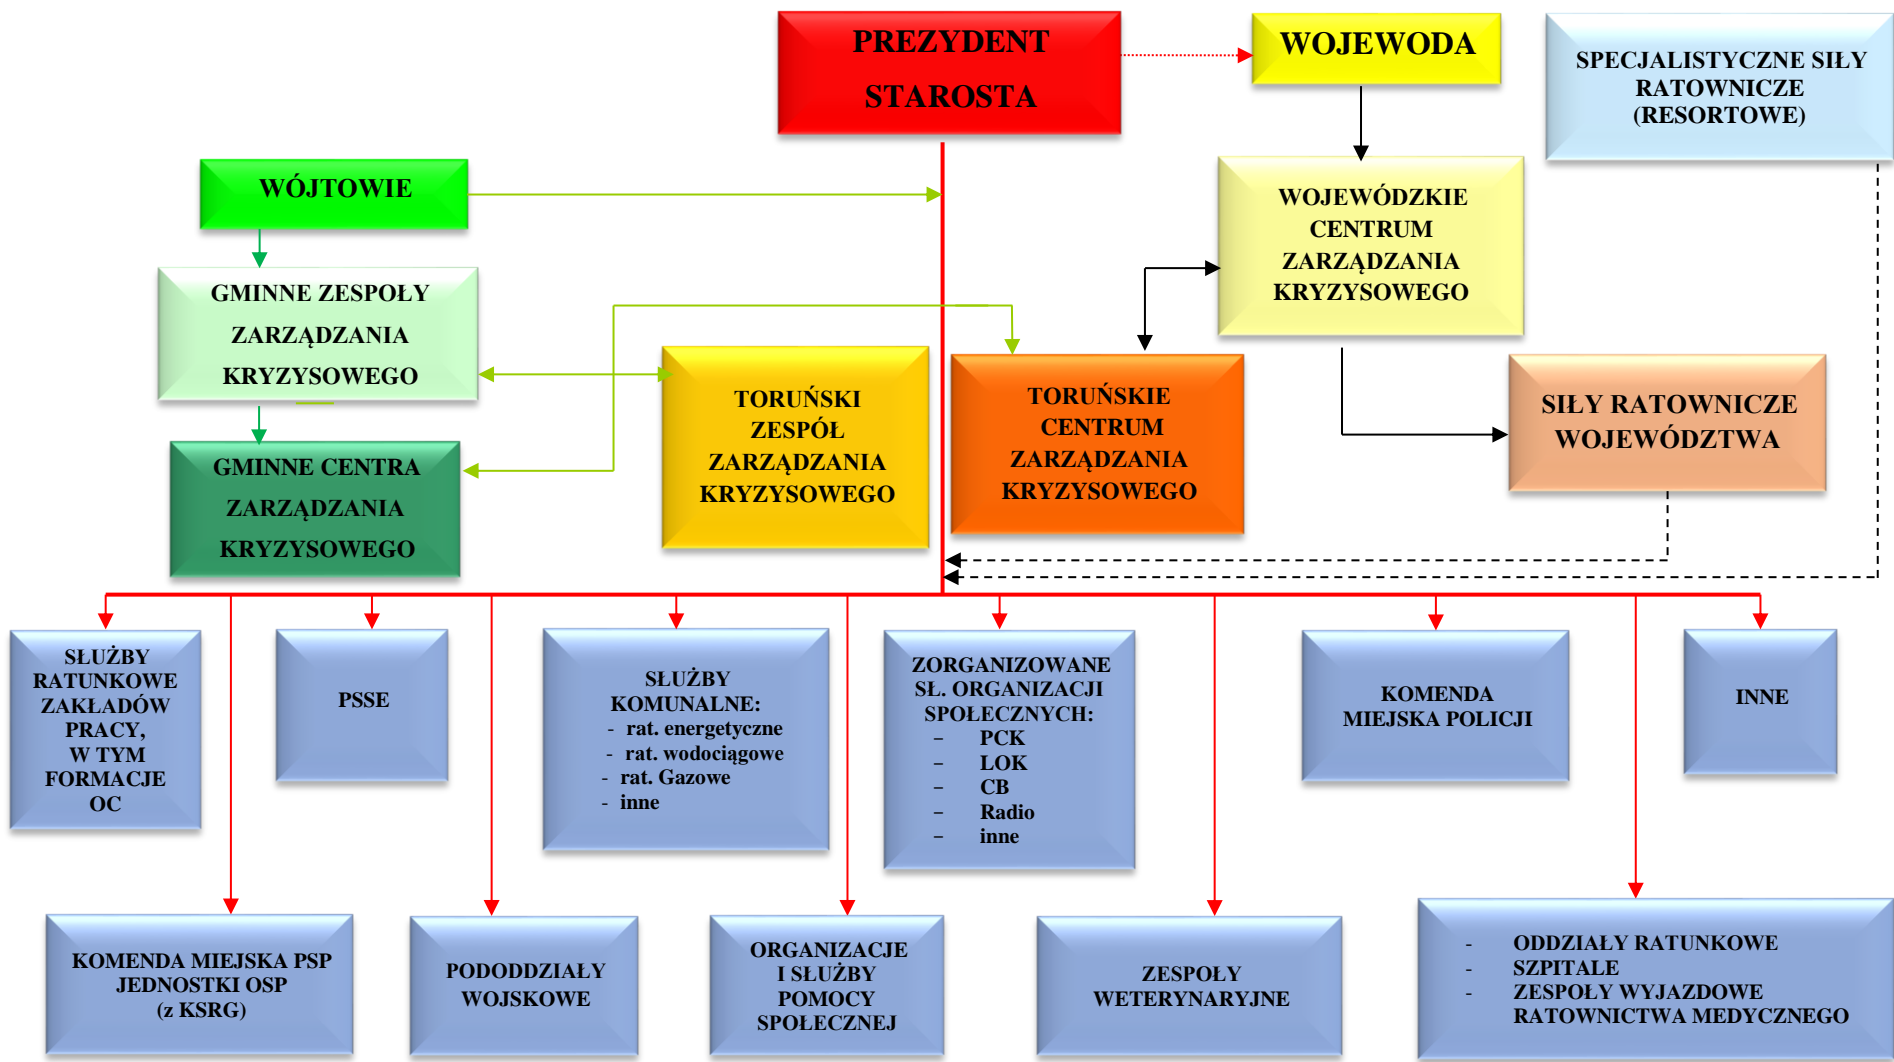 PREZYDENT
STAROSTA
WOJEWODA
SPECJALISTYCZNE SIŁY
RATOWNICZE
(RESORTOWE)
WÓJTOWIE
WOJEWÓDZKIE
CENTRUM
ZARZĄDZANIA
KRYZYSOWEGO
GMINNE ZESPOŁY
ZARZĄDZANIA
KRYZYSOWEGO
TORUŃSKI
ZESPÓŁ
ZARZĄDZANIA
KRYZYSOWEGO
TORUŃSKIE
CENTRUM
ZARZĄDZANIA
KRYZYSOWEGO
SIŁY RATOWNICZE
WOJEWÓDZTWA
GMINNE CENTRA
ZARZĄDZANIA
KRYZYSOWEGO
SŁUŻBY
RATUNKOWE
ZAKŁADÓW
PRACY,
W TYM
FORMACJE
OC
PSSE
SŁUŻBY
KOMUNALNE:
- rat. energetyczne
- rat. wodociągowe
- rat. Gazowe
- inne
ZORGANIZOWANE
SŁ. ORGANIZACJI
SPOŁECZNYCH:
- PCK
- LOK
- CB
- Radio
- inne
KOMENDA
MIEJSKA POLICJI
INNE
KOMENDA MIEJSKA PSP
JEDNOSTKI OSP
(z KSRG)
PODODDZIAŁY
WOJSKOWE
ORGANIZACJE
I SŁUŻBY
POMOCY
SPOŁECZNEJ
ZESPOŁY
WETERYNARYJNE
- ODDZIAŁY RATUNKOWE
- SZPITALE
- ZESPOŁY WYJAZDOWE
RATOWNICTWA MEDYCZNEGO